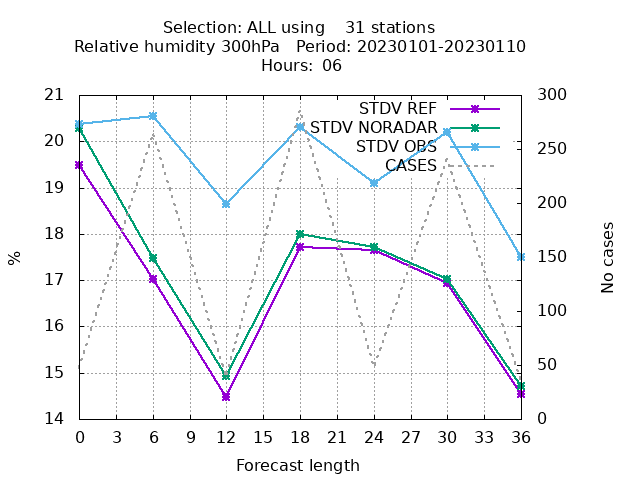 Selection: ALL using    31 stations
Relative humidity 300hPa   Period: 20230101-20230110
Hours: 06
STDV REF
STDV NORADAR
STDV OBS
CASES
%
21
20
19
18
17
16
15
14
300
250
200
150
100
50
0
No cases
0 3 6 9 12 15 18 21 24 27 30 33 36
Forecast length